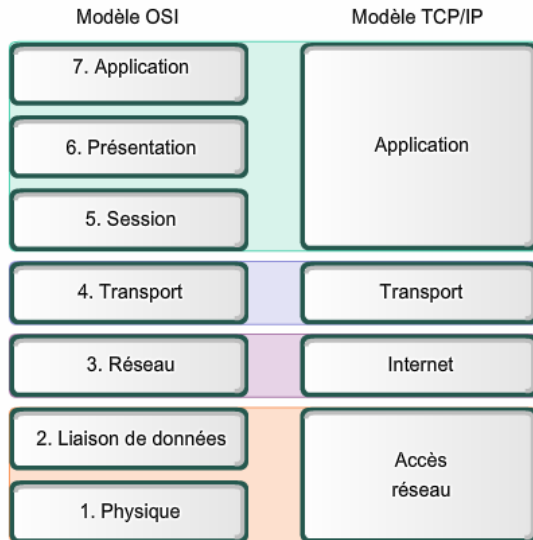 Modèle OSI
Modèle TCP/IP
7. Application
6. Présentation
5. Session
Application
4. Transport
Transport
3. Réseau
Internet
2. Liaison de données
1. Physique
Accès
réseau